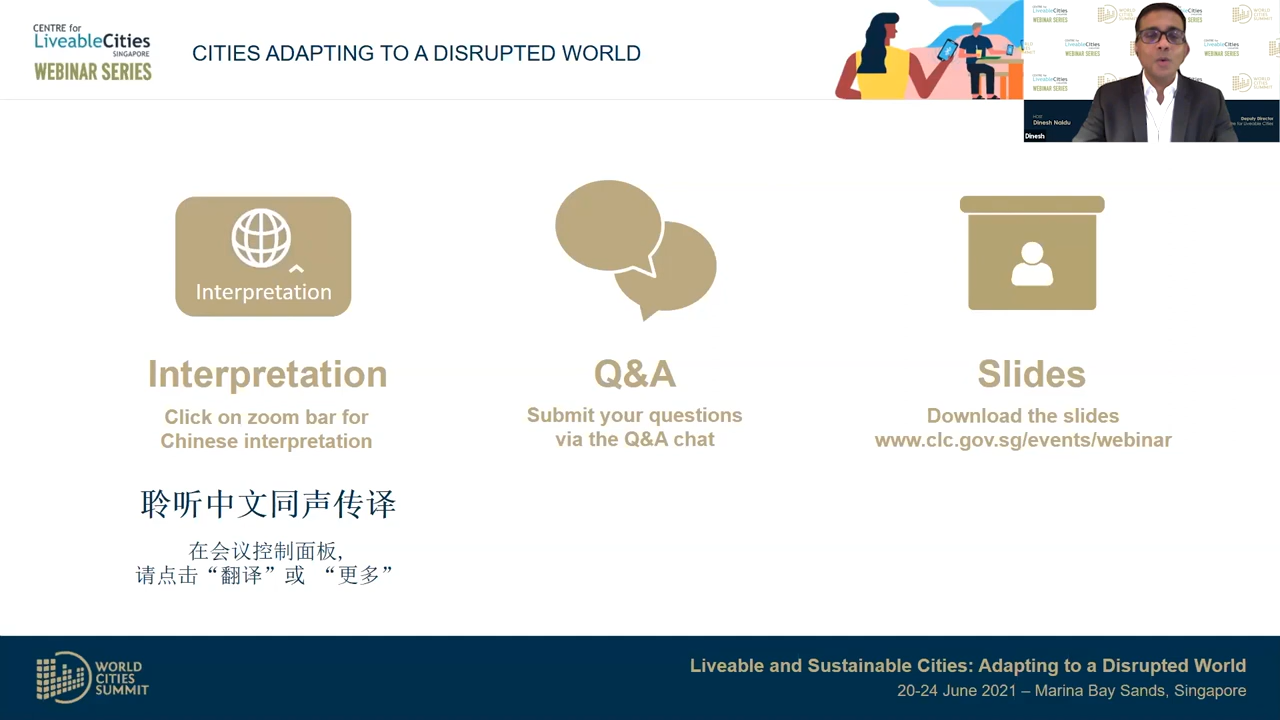 CENTRE for
LiveableCities
SINGAPORE
WEBINAR SERIES
CITIES ADAPTING TO A DISRUPTED WORLD
HOST
Dinesh Naidu
Deputy Director
Dinesh
Interpretation
Interpretation
Click on zoom bar for
Chinese interpretation
聆听中文同声传译
在会议控制面板,
请点击“翻译”或 “更多”
Q&A
Submit your questions
via the Q&A chat
Slides
Download the slides
www.clc.gov.sg/events/webinar
WORLD
CITIES
SUMMIT
Liveable and Sustainable Cities: Adapting to a Disrupted World
20-24 June 2021 – Marina Bay Sands, Singapore